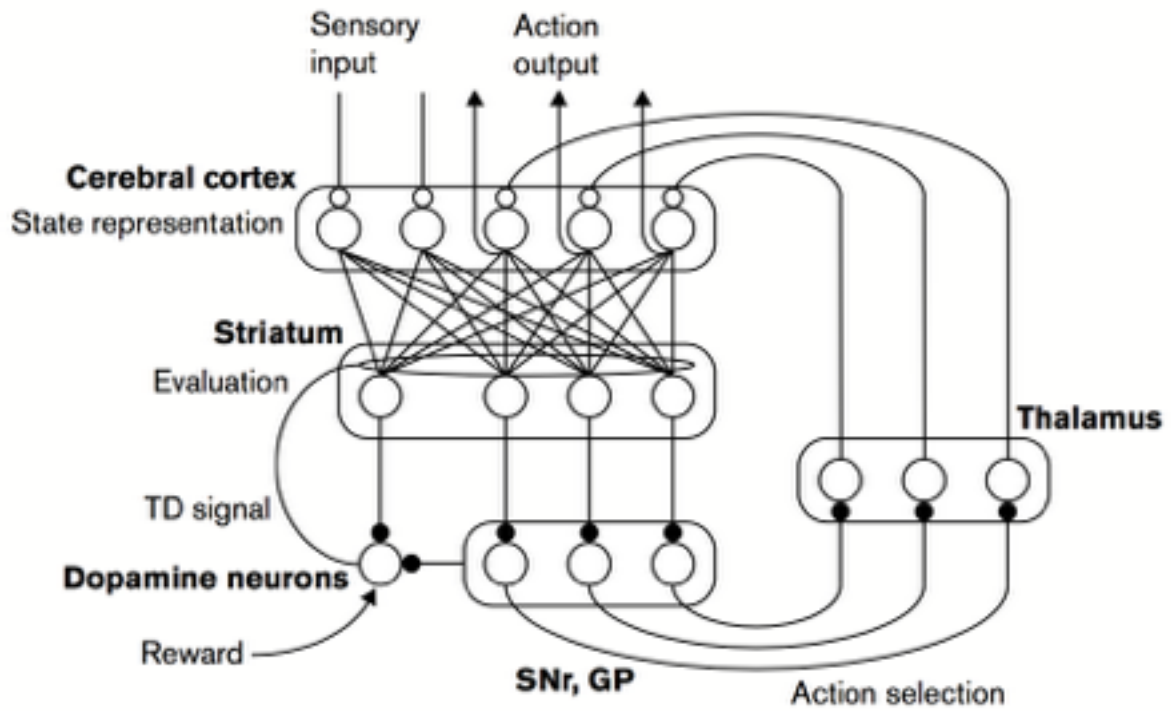 Sensory
input
Action
output
Cerebral cortex
State representation
Striatum
Evaluation
Thalamus
TD signal
Dopamine neurons
Reward
SNr, GP
Action selection